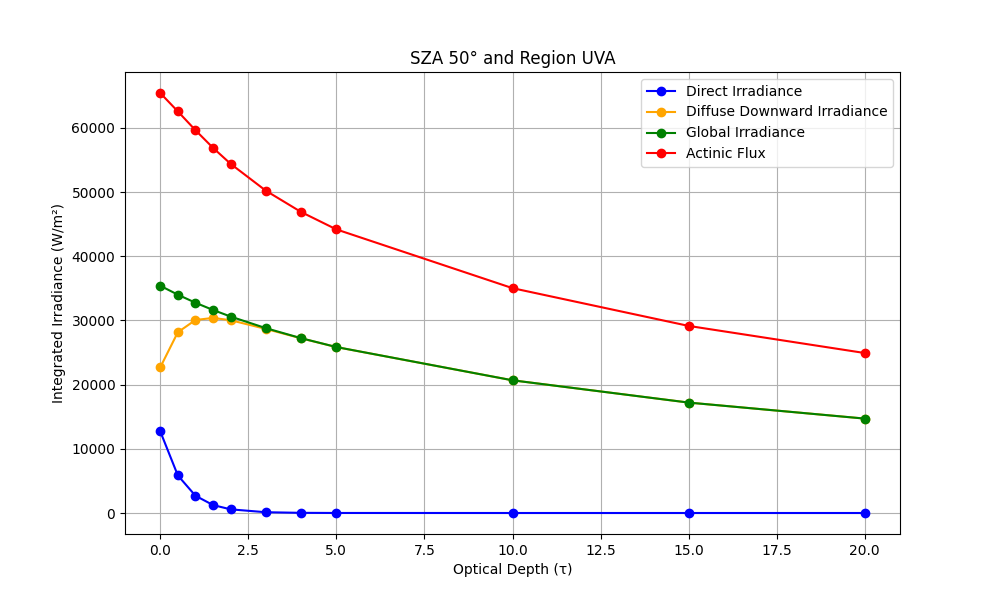 SZA 50° and Region UVA
Direct Irradiance
Diffuse Downward Irradiance
Global Irradiance
Actinic Flux
Integrated Irradiance (W/m²)
60000
50000
40000
30000
20000
10000
0
0.0 2.5 5.0 7.5 10.0 12.5 15.0 17.5 20.0
Optical Depth (τ)